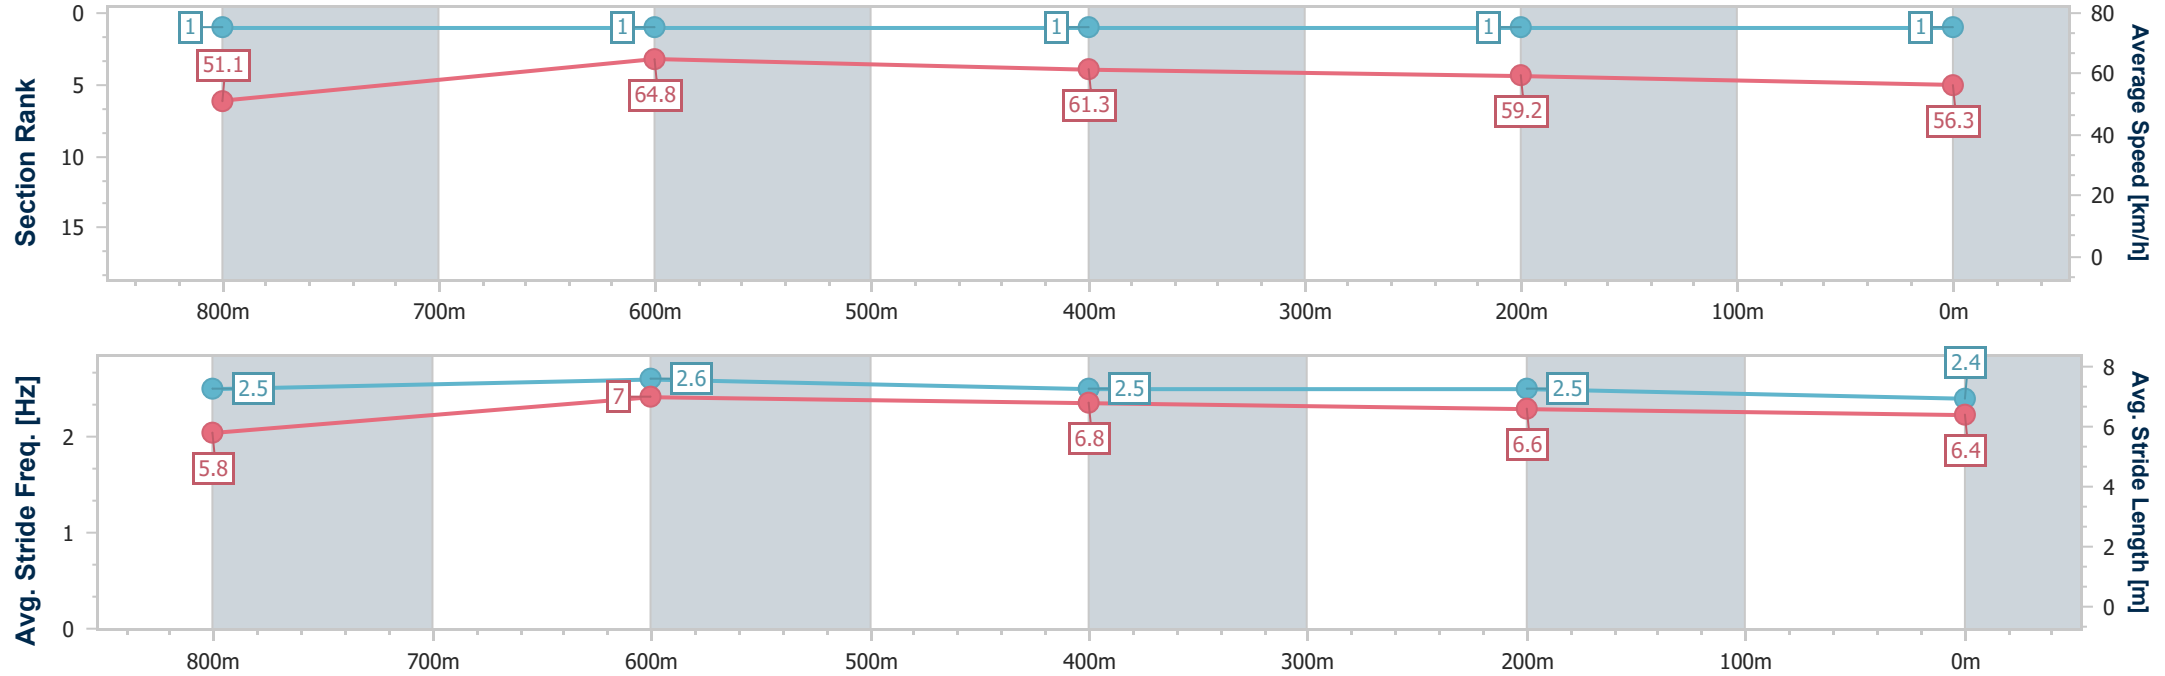 Section Rank
0
5
10
15
1
1
1
1
1
51.1
64.8
61.3
59.2
56.3
80
60
40
20
0
Average Speed [km/h]
800m
700m
600m
500m
400m
300m
200m
100m
0m
Avg. Stride Freq. [Hz]
2
1
0
2.5
2.6
2.5
2.5
2.4
5.8
7
6.8
6.6
6.4
8
6
4
2
0
Avg. Stride Length [m]
800m
700m
600m
500m
400m
300m
200m
100m
0m